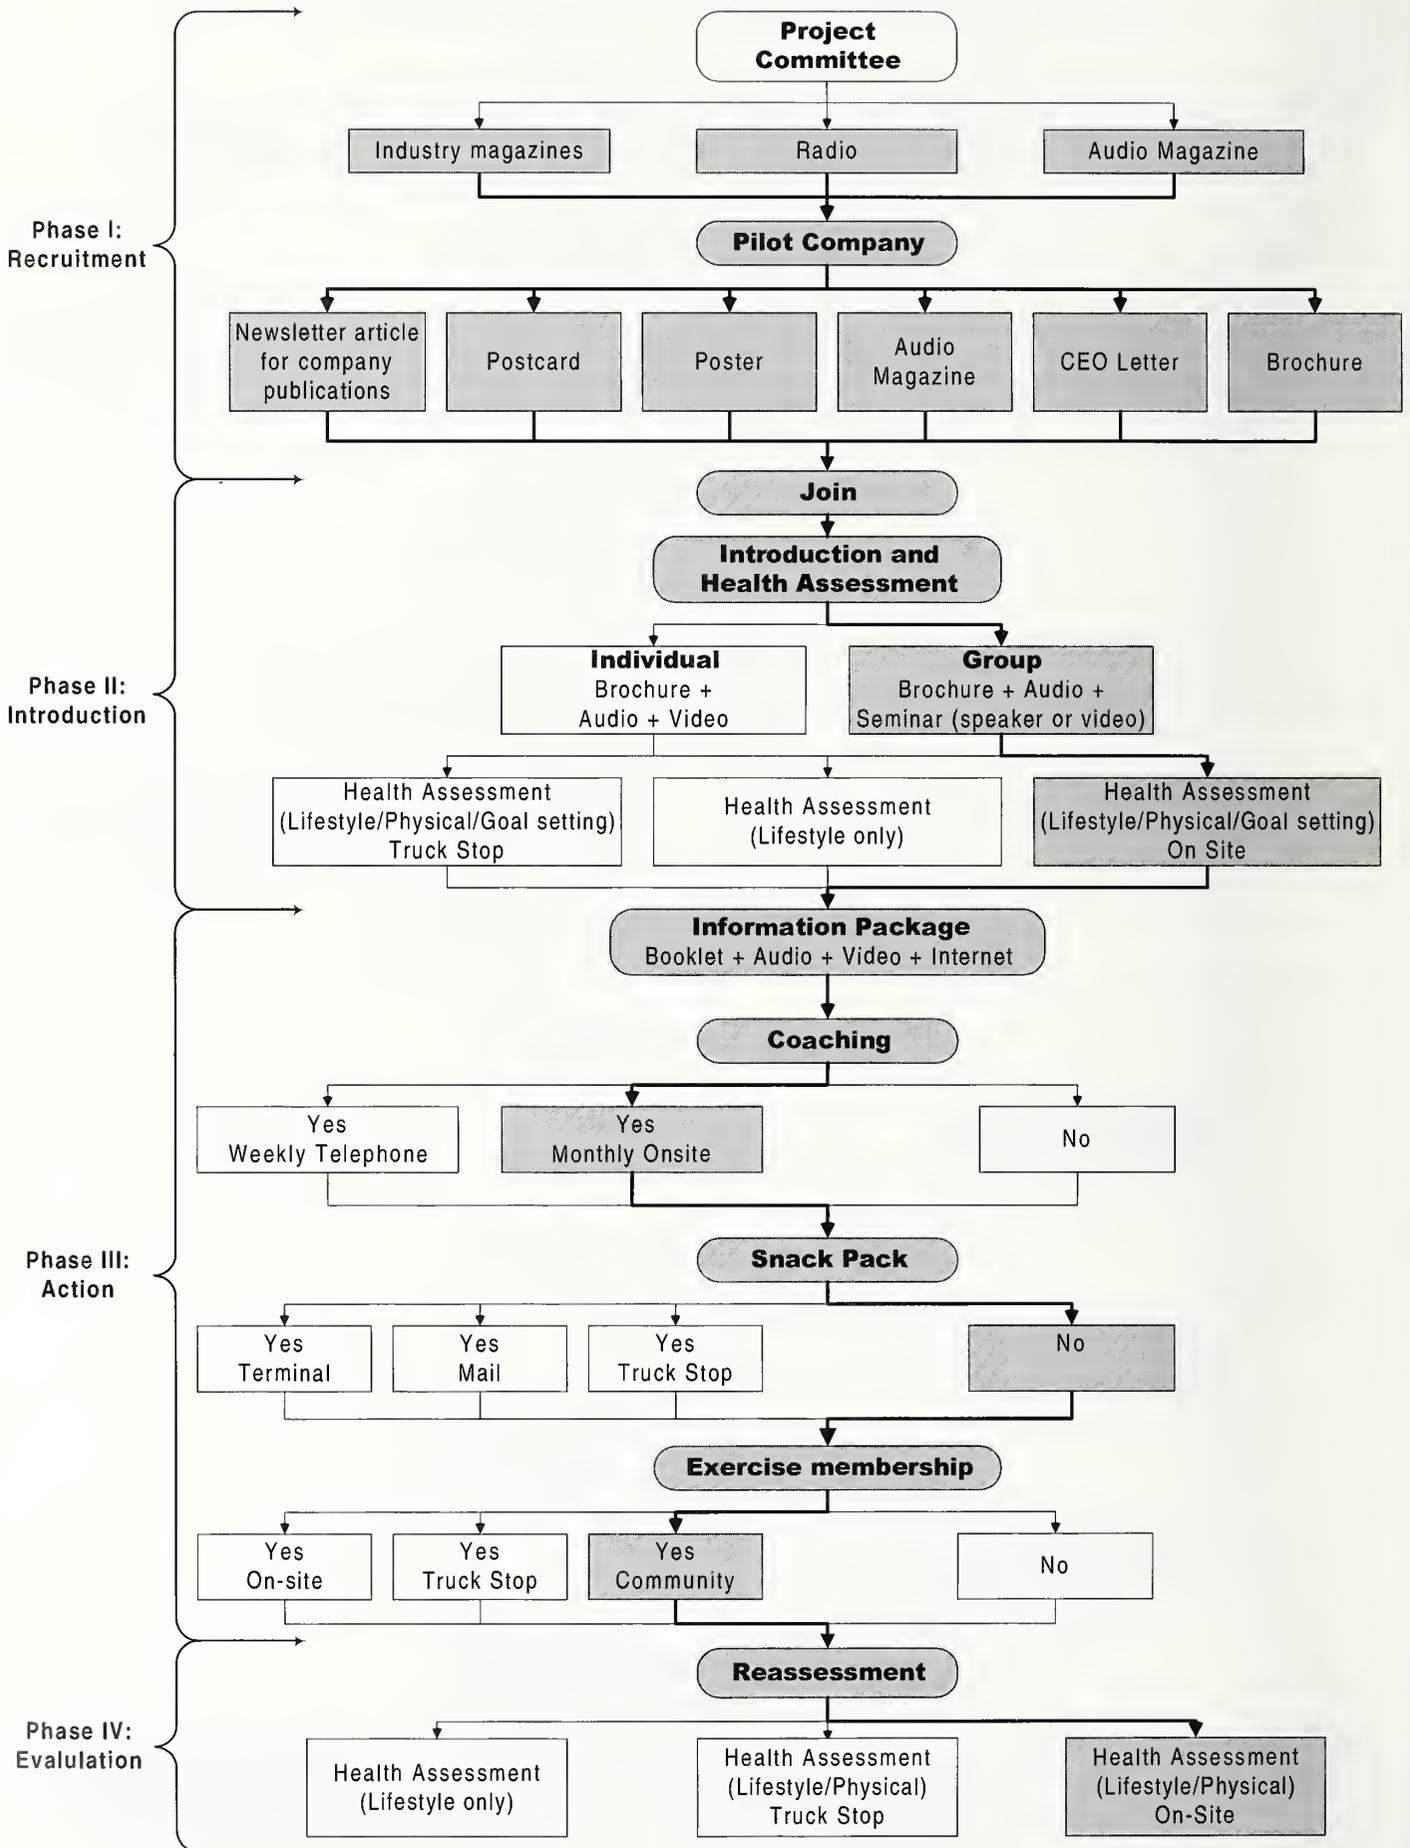 Project
Committee
Industry magazines
Radio
Audio Magazine
Phase I:
Recruitment
Pilot Company
Newsletter article
for company
publications
Postcard
Poster
Audio
Magazine
CEO Letter
Brochure
Join
Introduction and
Health Assessment
Phase II:
Introduction
Individual
Brochure +
Audio + Video
Group
Brochure + Audio +
Seminar (speaker or video)
Health Assessment
(Lifestyle/Physical/Goal setting)
Truck Stop
Health Assessment
(Lifestyle only)
Health Assessment
(Lifestyle/Physical/Goal setting)
On Site
Information Package
Booklet + Audio + Video + Internet
Coaching
Yes
Weekly Telephone
Yes
Monthly Onsite
No
Phase III:
Action
Snack Pack
Yes
Terminal
Yes
Mail
Yes
Truck Stop
No
Exercise membership
Yes
On-site
Yes
Truck Stop
Yes
Community
No
Reassessment
Phase IV:
Evalulation
Health Assessment
(Lifestyle only)
Health Assessment
(Lifestyle/Physical)
Truck Stop
Health Assessment
(Lifestyle/Physical)
On-Site